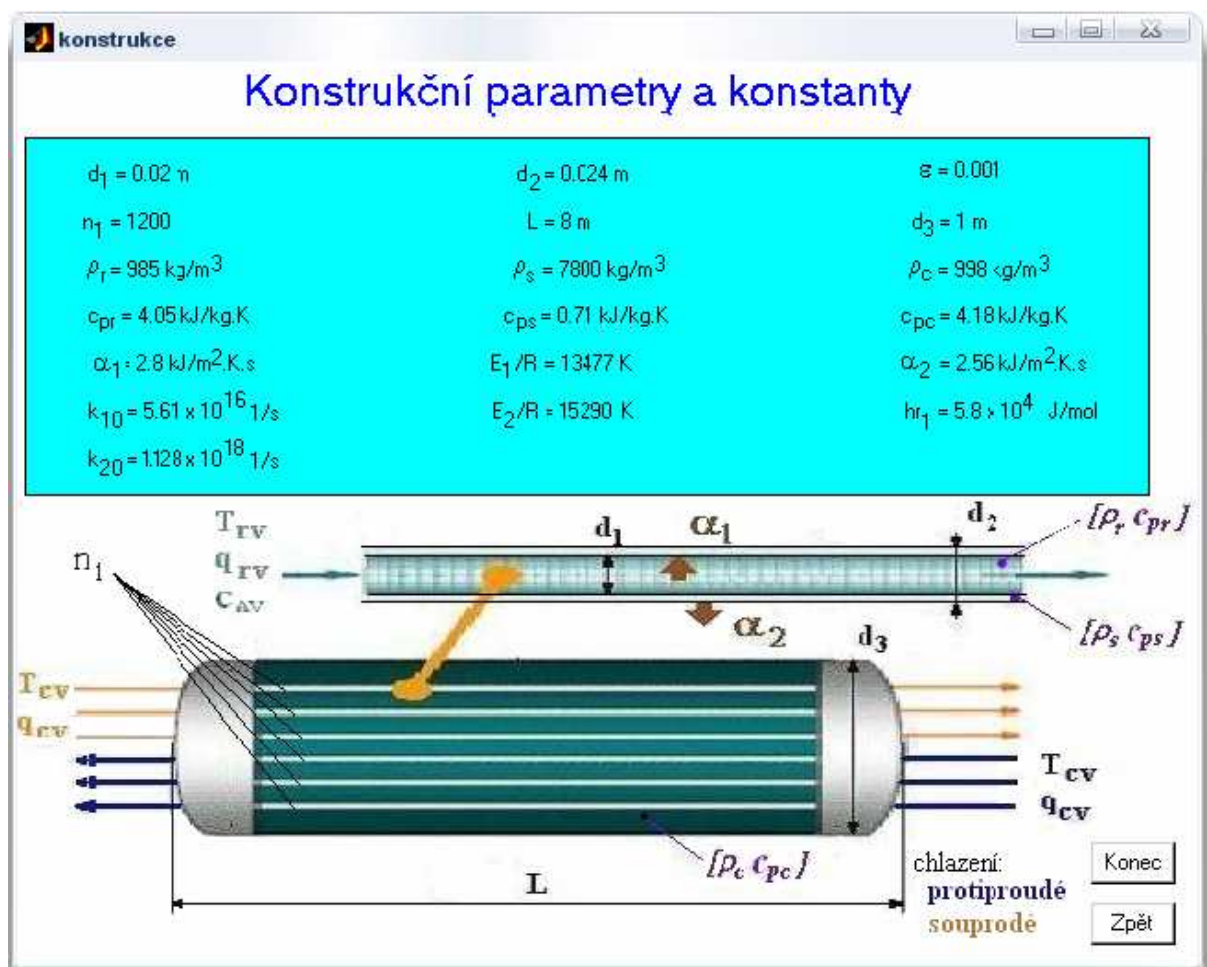 konstrukce
Konstrukční parametry a konstanty
d1 = 0.02 m d2 = 0.024 m ε = 0.001
n1 = 1200 L = 8 m d3 = 1 m
ρr = 985 kg/m3 ρs = 7800 kg/m3 ρc = 998 kg/m3
cpr = 4.05 kJ/kg.K cps = 0.71 kJ/kg.K cpc = 4.18 kJ/kg.K
α1 = 2.8 kJ/m2.K.s E1/R = 13477 K α2 = 2.56 kJ/m2.K.s
k10 = 5.61 x 10^16 1/s E2/R = 15290 K hr1 = 5.8 x 10^4 J/mol
k20 = 1.128 x 10^18 1/s
Trv d1 α1 d2 [ρr cpr]
n1 qrv
cAv
α2 [ρs cps]
d3
Tcv
qcv
Tcv
qcv
[ρc cpc]
L
chlazení: Konec
protiproudé
souprodé Zpět